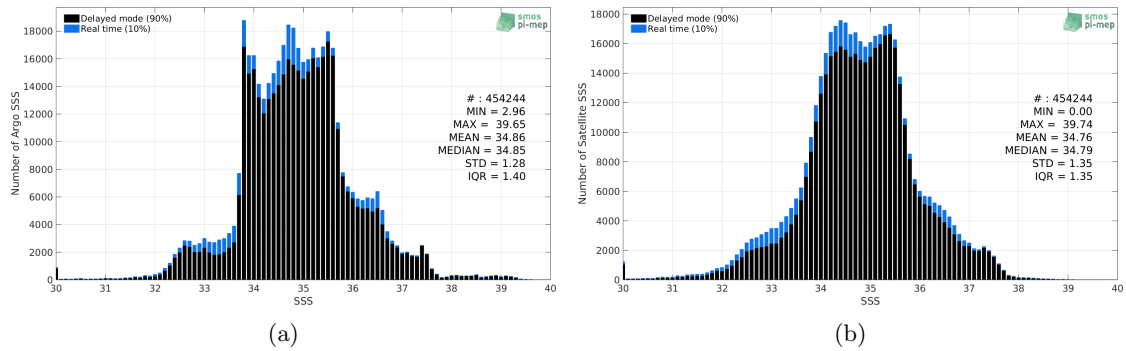 Delayed mode (90%)
Real time (10%)
smos
pi-mep
18000
16000
14000
12000
10000
8000
6000
4000
2000
0
Number of Argo SSS
# : 454244
MIN = 2.96
MAX = 39.65
MEAN = 34.86
MEDIAN = 34.85
STD = 1.28
IQR = 1.40
30 31 32 33 34 35 36 37 38 39 40
SSS
(a)
Delayed mode (90%)
Real time (10%)
smos
pi-mep
18000
16000
14000
12000
10000
8000
6000
4000
2000
0
Number of Satellite SSS
# : 454244
MIN = 0.00
MAX = 39.74
MEAN = 34.76
MEDIAN = 34.79
STD = 1.35
IQR = 1.35
30 31 32 33 34 35 36 37 38 39 40
SSS
(b)